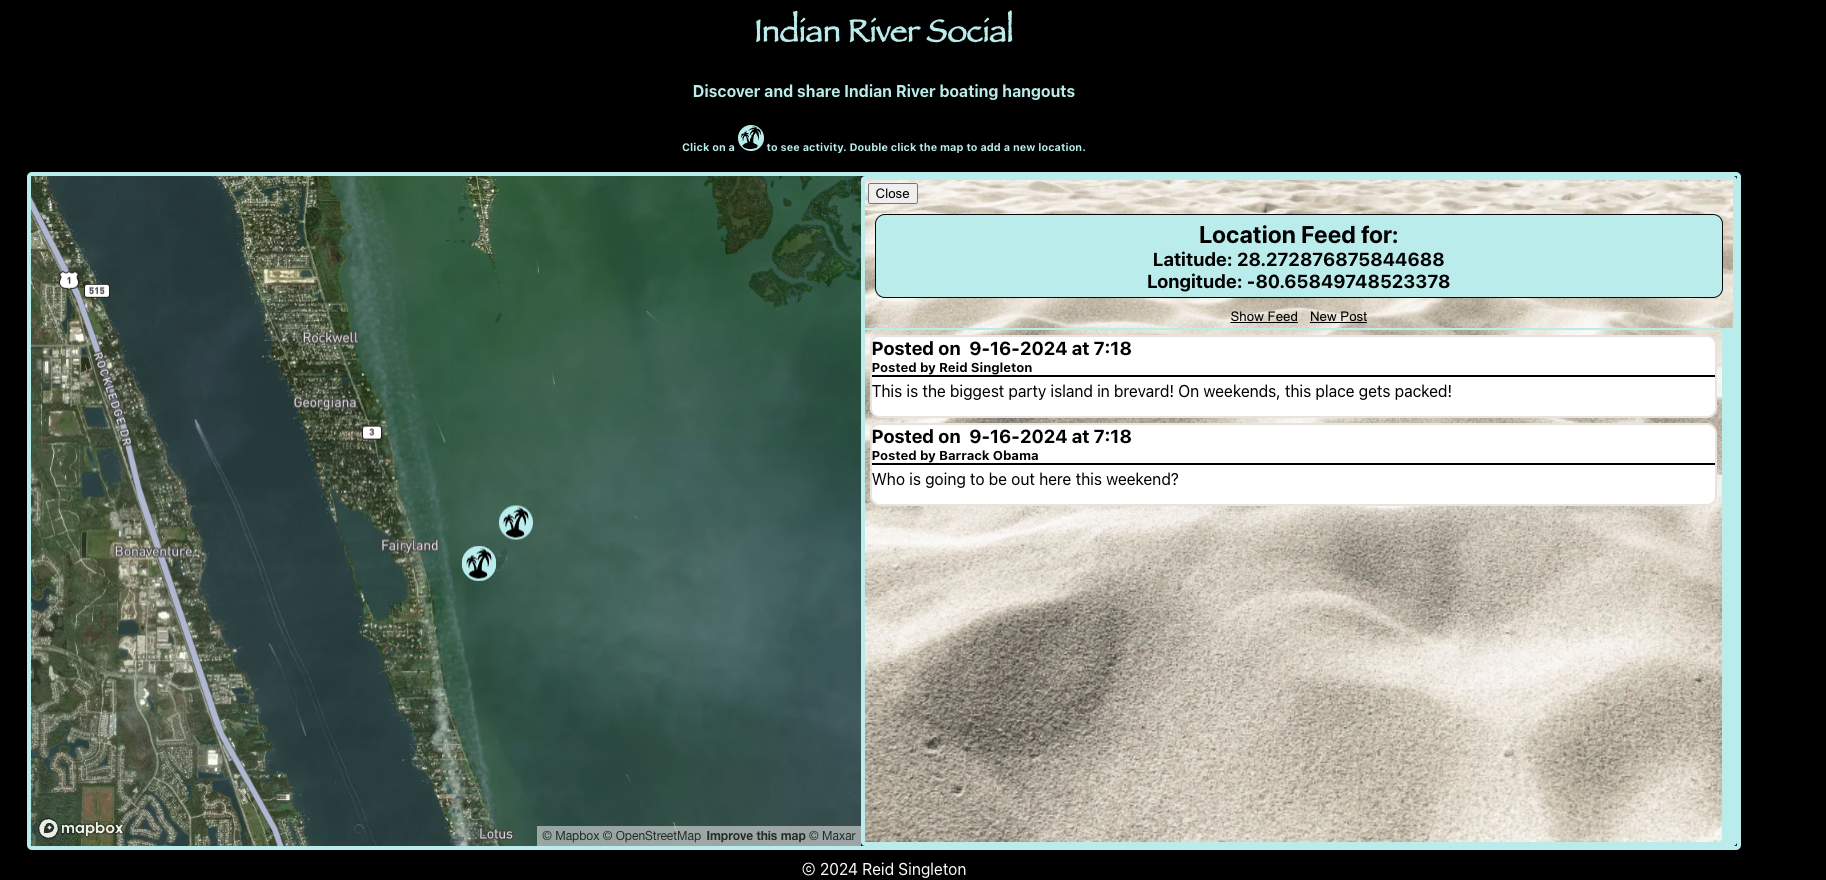 Indian River Social
Discover and share Indian River boating hangouts
Click on a to see activity. Double click the map to add a new location.
1
515
ROCKLEDGE DR
Rockwell
Georgiana
3
Fairyland
Bonaventure
Lotus
mapbox
© Mapbox © OpenStreetMap Improve this map © Maxar
Close
Location Feed for:
Latitude: 28.272876875844688
Longitude: -80.65849748523378
Show Feed New Post
Posted on 9-16-2024 at 7:18
Posted by Reid Singleton
This is the biggest party island in brevard! On weekends, this place gets packed!
Posted on 9-16-2024 at 7:18
Posted by Barrack Obama
Who is going to be out here this weekend?
© 2024 Reid Singleton